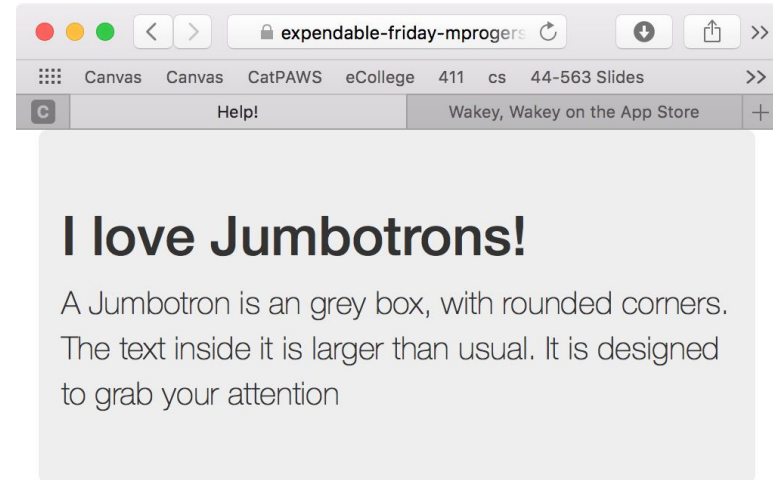 expendable-friday-mprogers
Canvas Canvas CatPAWS eCollege 411 cs 44-563 Slides >>
C Help! Wakey, Wakey on the App Store +
I love Jumbotrons!
A Jumbotron is an grey box, with rounded corners.
The text inside it is larger than usual. It is designed
to grab your attention